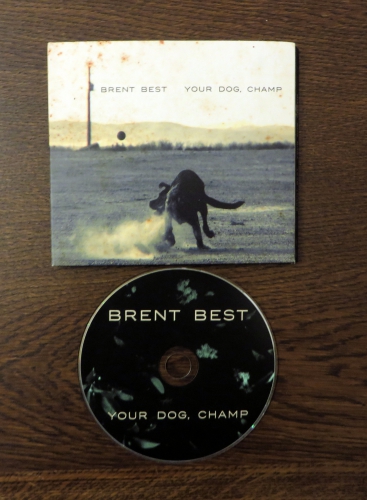 BRENT BEST YOUR DOG, CHAMP
BRENT BEST
YOUR DOG, CHAMP